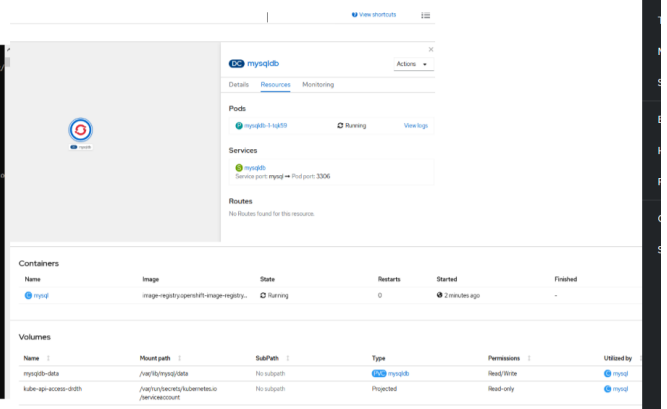 View shortcuts
DC mysqldb
Actions
Details Resources Monitoring
Pods
P mysqldb-1-tqk59 Running View logs
Services
S mysqldb
Service port: mysql → Pod port: 3306
Routes
No Routes found for this resource.
DC mysqldb
Containers
Name Image State Restarts Started Finished
C mysql image-registry.openshift-image-registry... Running 0 2 minutes ago -
Volumes
Name Mount path SubPath Type Permissions Utilized by
mysqldb-data /var/lib/mysql/data No subpath PVC mysqldb Read/Write C mysql
kube-api-access-drdth /var/run/secrets/kubernetes.io No subpath Projected Read-only C mysql
/serviceaccount